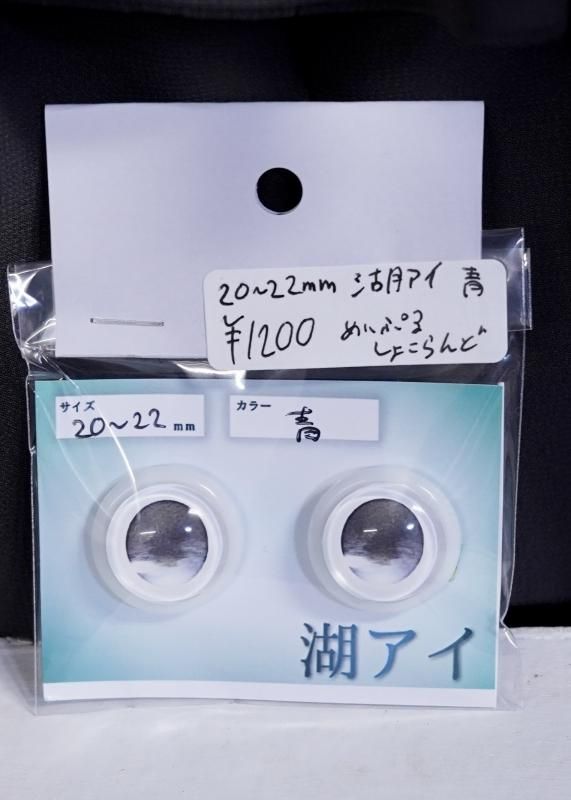 20~22mm 湖アイ 青
¥1200 めいぷる
しょこらんど
サイズ 20~22 mm
カラー 青
湖アイ